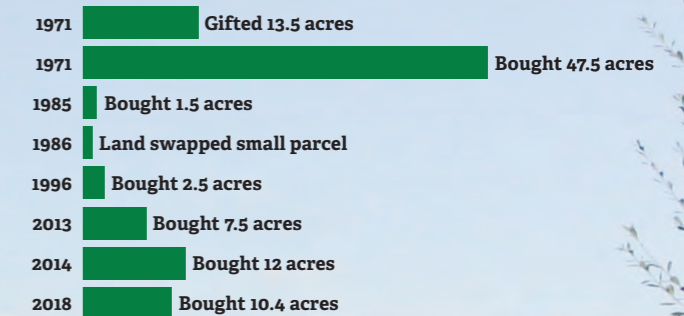 1971 Gifted 13.5 acres
1971 Bought 47.5 acres
1985 Bought 1.5 acres
1986 Land swapped small parcel
1996 Bought 2.5 acres
2013 Bought 7.5 acres
2014 Bought 12 acres
2018 Bought 10.4 acres